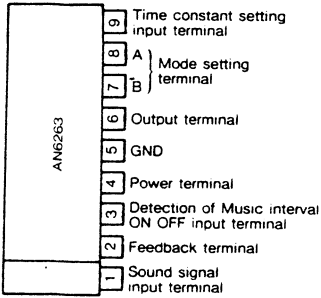 9 Time constant setting
input terminal
8 A
7 B
Mode setting
terminal
6 Output terminal
5 GND
4 Power terminal
3 Detection of Music interval
ON OFF input terminal
2 Feedback terminal
1 Sound signal
input terminal
AN6263